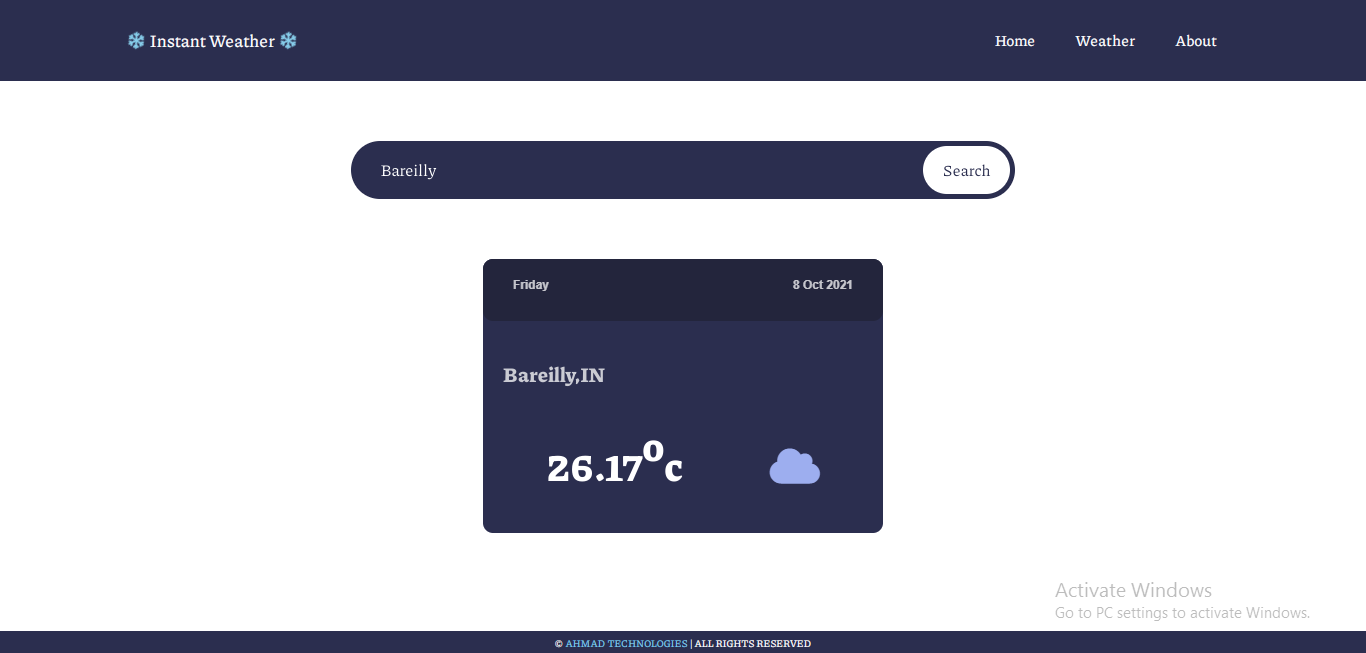 ❄️ Instant Weather ❄️
Home Weather About
Bareilly Search
Friday 8 Oct 2021
Bareilly,IN
26.17⁰c
Activate Windows
Go to PC settings to activate Windows.
© AHMAD TECHNOLOGIES | ALL RIGHTS RESERVED